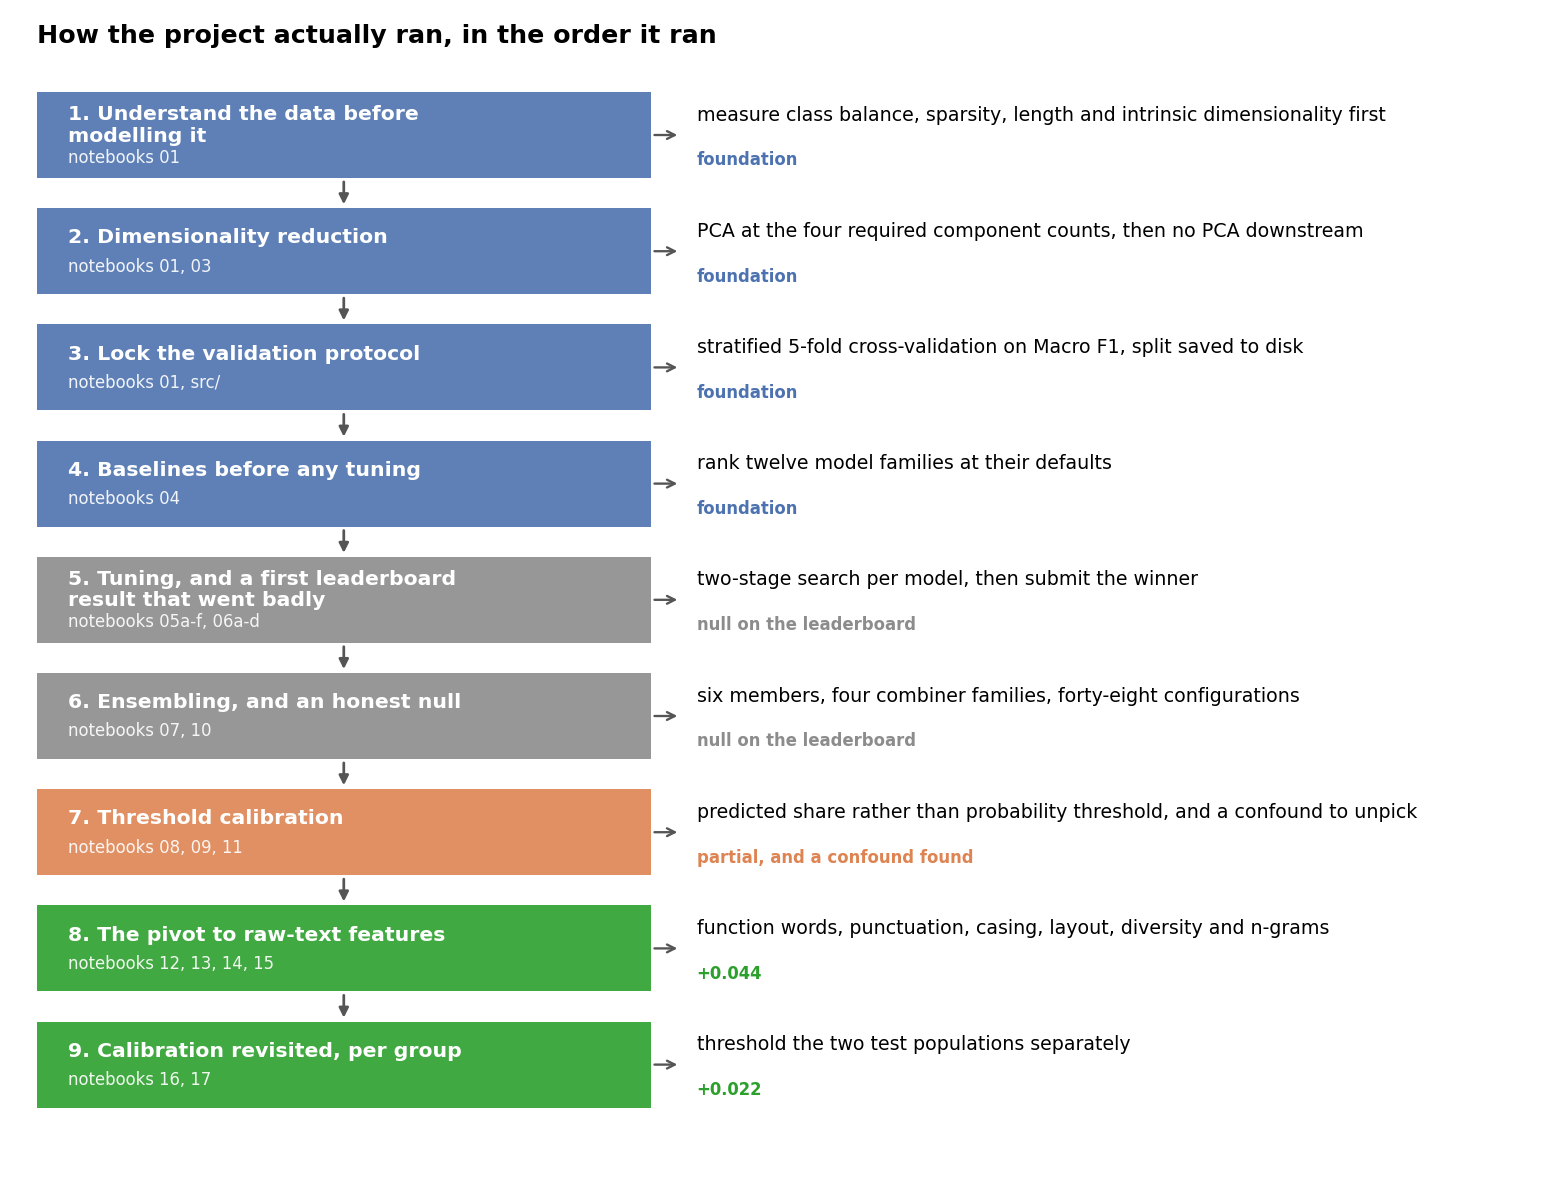 How the project actually ran, in the order it ran
1. Understand the data before
modelling it
notebooks 01
measure class balance, sparsity, length and intrinsic dimensionality first
foundation
2. Dimensionality reduction
notebooks 01, 03
PCA at the four required component counts, then no PCA downstream
foundation
3. Lock the validation protocol
notebooks 01, src/
stratified 5-fold cross-validation on Macro F1, split saved to disk
foundation
4. Baselines before any tuning
notebooks 04
rank twelve model families at their defaults
foundation
5. Tuning, and a first leaderboard
result that went badly
notebooks 05a-f, 06a-d
two-stage search per model, then submit the winner
null on the leaderboard
6. Ensembling, and an honest null
notebooks 07, 10
six members, four combiner families, forty-eight configurations
null on the leaderboard
7. Threshold calibration
notebooks 08, 09, 11
predicted share rather than probability threshold, and a confound to unpick
partial, and a confound found
8. The pivot to raw-text features
notebooks 12, 13, 14, 15
function words, punctuation, casing, layout, diversity and n-grams
+0.044
9. Calibration revisited, per group
notebooks 16, 17
threshold the two test populations separately
+0.022